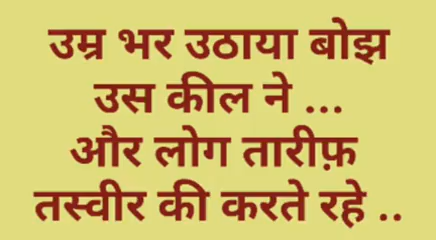 उम्र भर उठाया बोझ
उस कील ने ...
और लोग तारीफ़
तस्वीर की करते रहे ..